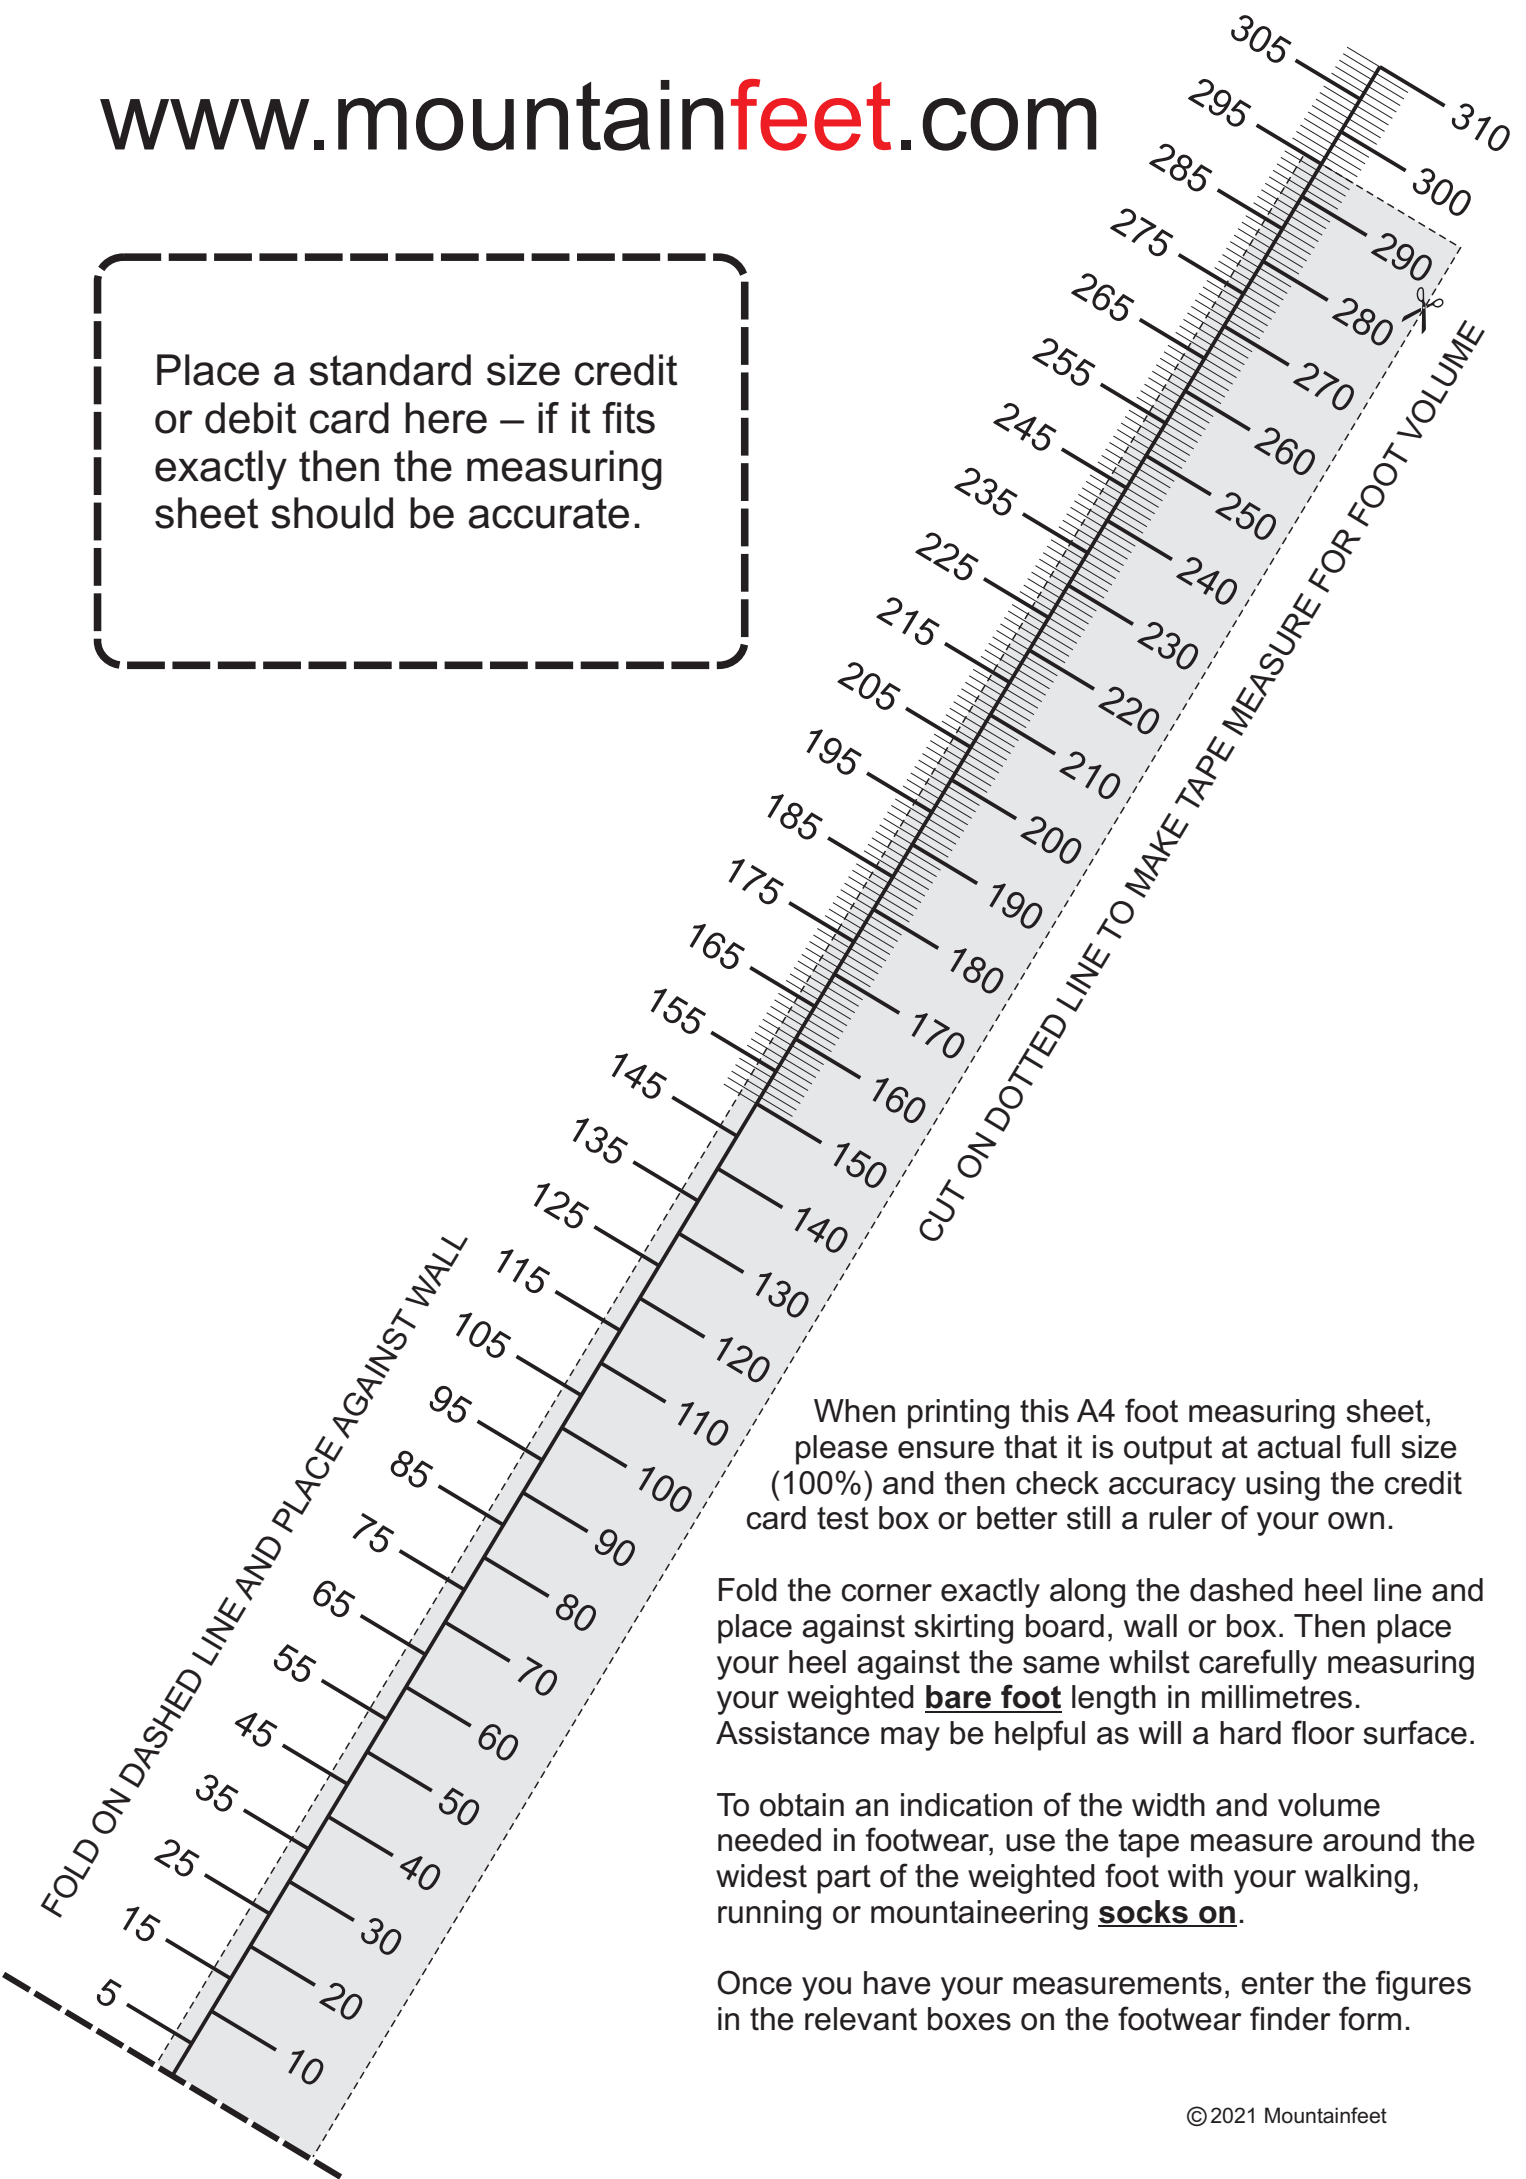 www.mountainfeet.com
Place a standard size credit
or debit card here – if it fits
exactly then the measuring
sheet should be accurate.
305
295
285
275
265
255
245
235
225
215
205
195
185
175
165
155
145
135
125
115
105
95
85
75
65
55
45
35
25
15
5
310
300
290
280
270
260
250
240
230
220
210
200
190
180
170
160
150
140
130
120
110
100
90
80
70
60
50
40
30
20
10
CUT ON DOTTED LINE TO MAKE TAPE MEASURE FOR FOOT VOLUME
FOLD ON DASHED LINE AND PLACE AGAINST WALL
When printing this A4 foot measuring sheet,
please ensure that it is output at actual full size
(100%) and then check accuracy using the credit
card test box or better still a ruler of your own.
Fold the corner exactly along the dashed heel line and
place against skirting board, wall or box. Then place
your heel against the same whilst carefully measuring
your weighted bare foot length in millimetres.
Assistance may be helpful as will a hard floor surface.
To obtain an indication of the width and volume
needed in footwear, use the tape measure around the
widest part of the weighted foot with your walking,
running or mountaineering socks on.
Once you have your measurements, enter the figures
in the relevant boxes on the footwear finder form.
© 2021 Mountainfeet